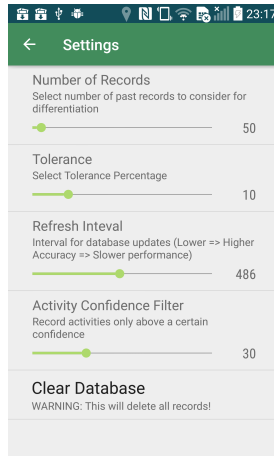 23:17
Settings
Number of Records
Select number of past records to consider for
differentiation
50
Tolerance
Select Tolerance Percentage
10
Refresh Inteval
Interval for database updates (Lower => Higher
Accuracy => Slower performance)
486
Activity Confidence Filter
Record activities only above a certain
confidence
30
Clear Database
WARNING: This will delete all records!